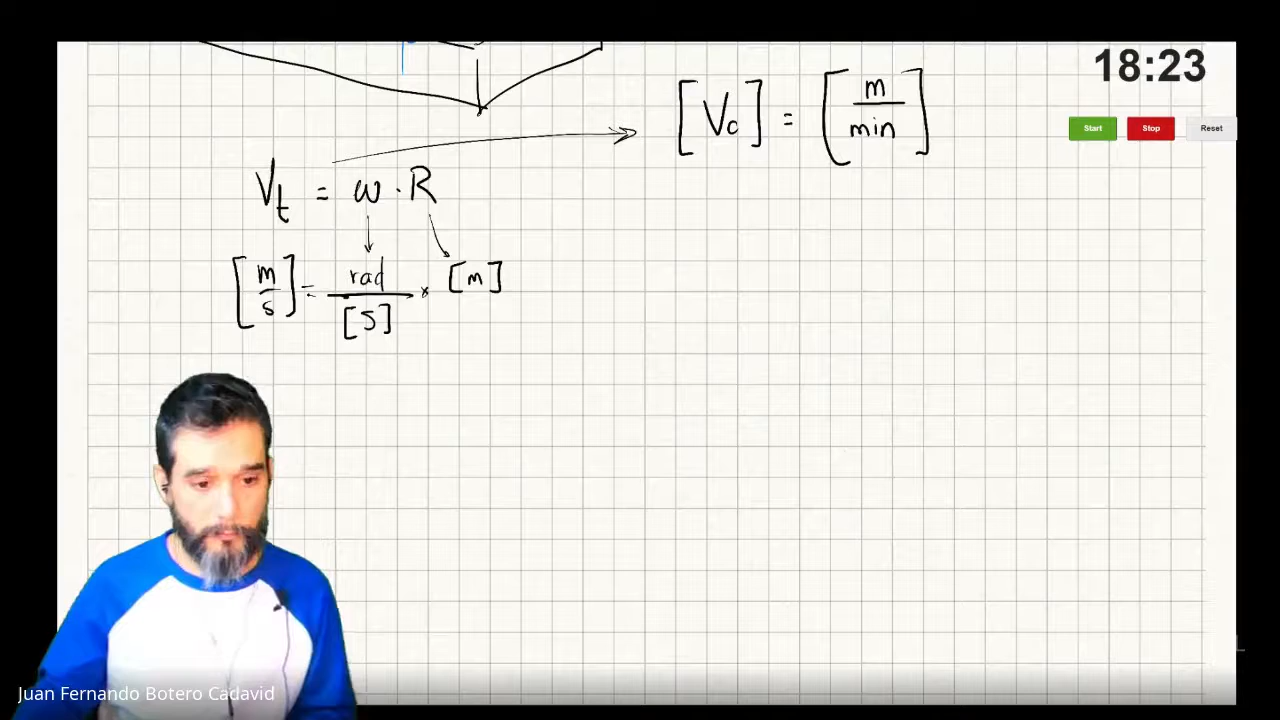 18:23
Start Stop Reset
[Vc] = [m/min]
Vt = ω · R
[m/s] = rad/[s] × [m]
Juan Fernando Botero Cadavid